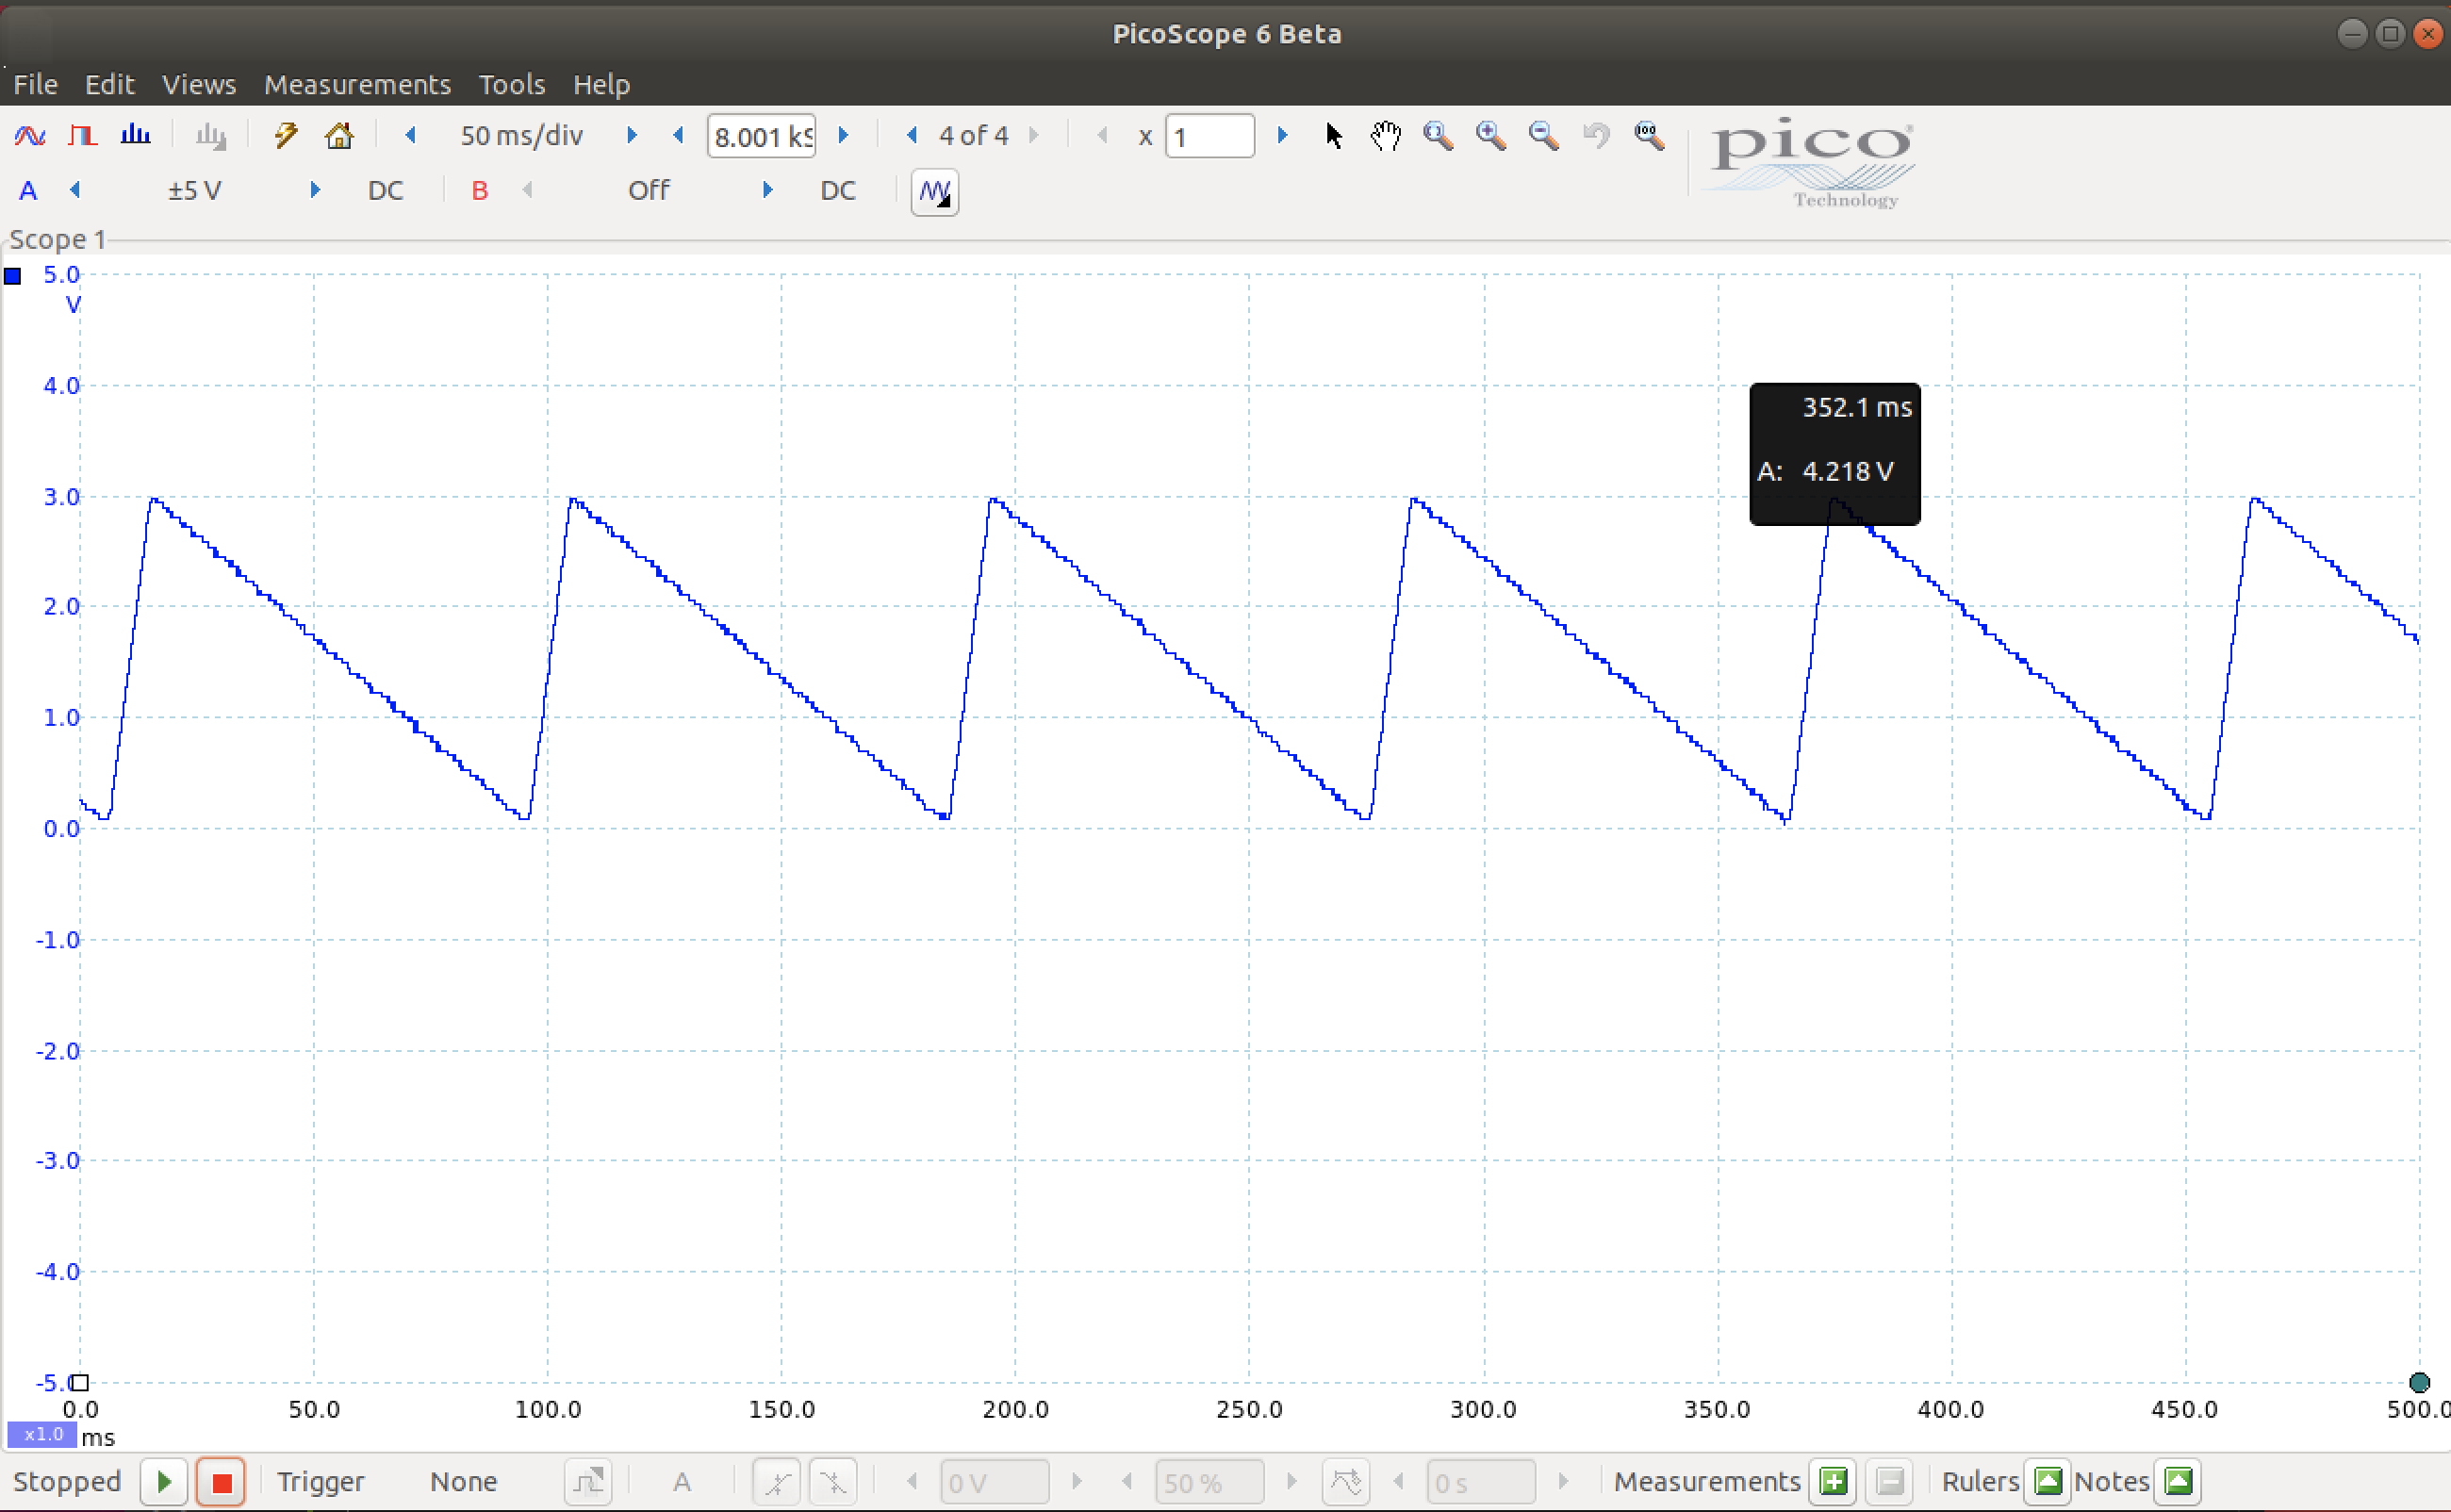 PicoScope 6 Beta
File Edit Views Measurements Tools Help
50 ms/div 8.001 kS 4 of 4 x 1
pico
Technology
A ±5 V DC B Off DC
Scope 1
5.0
V
4.0
352.1 ms
A: 4.218 V
3.0
2.0
1.0
0.0
-1.0
-2.0
-3.0
-4.0
-5.0
0.0 50.0 100.0 150.0 200.0 250.0 300.0 350.0 400.0 450.0 500.0
x1.0 ms
Stopped Trigger None A 0 V 50 % 0 s Measurements Rulers Notes